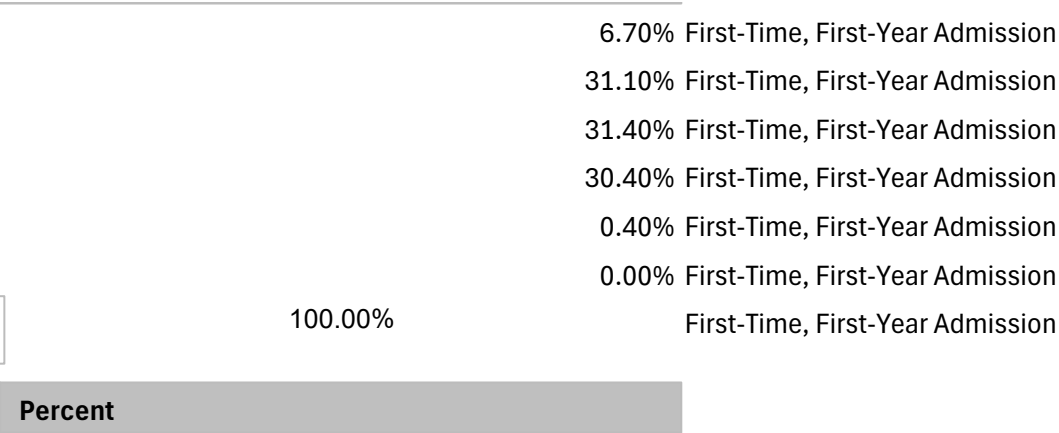 6.70% First-Time, First-Year Admission
31.10% First-Time, First-Year Admission
31.40% First-Time, First-Year Admission
30.40% First-Time, First-Year Admission
0.40% First-Time, First-Year Admission
0.00% First-Time, First-Year Admission
100.00% First-Time, First-Year Admission
Percent